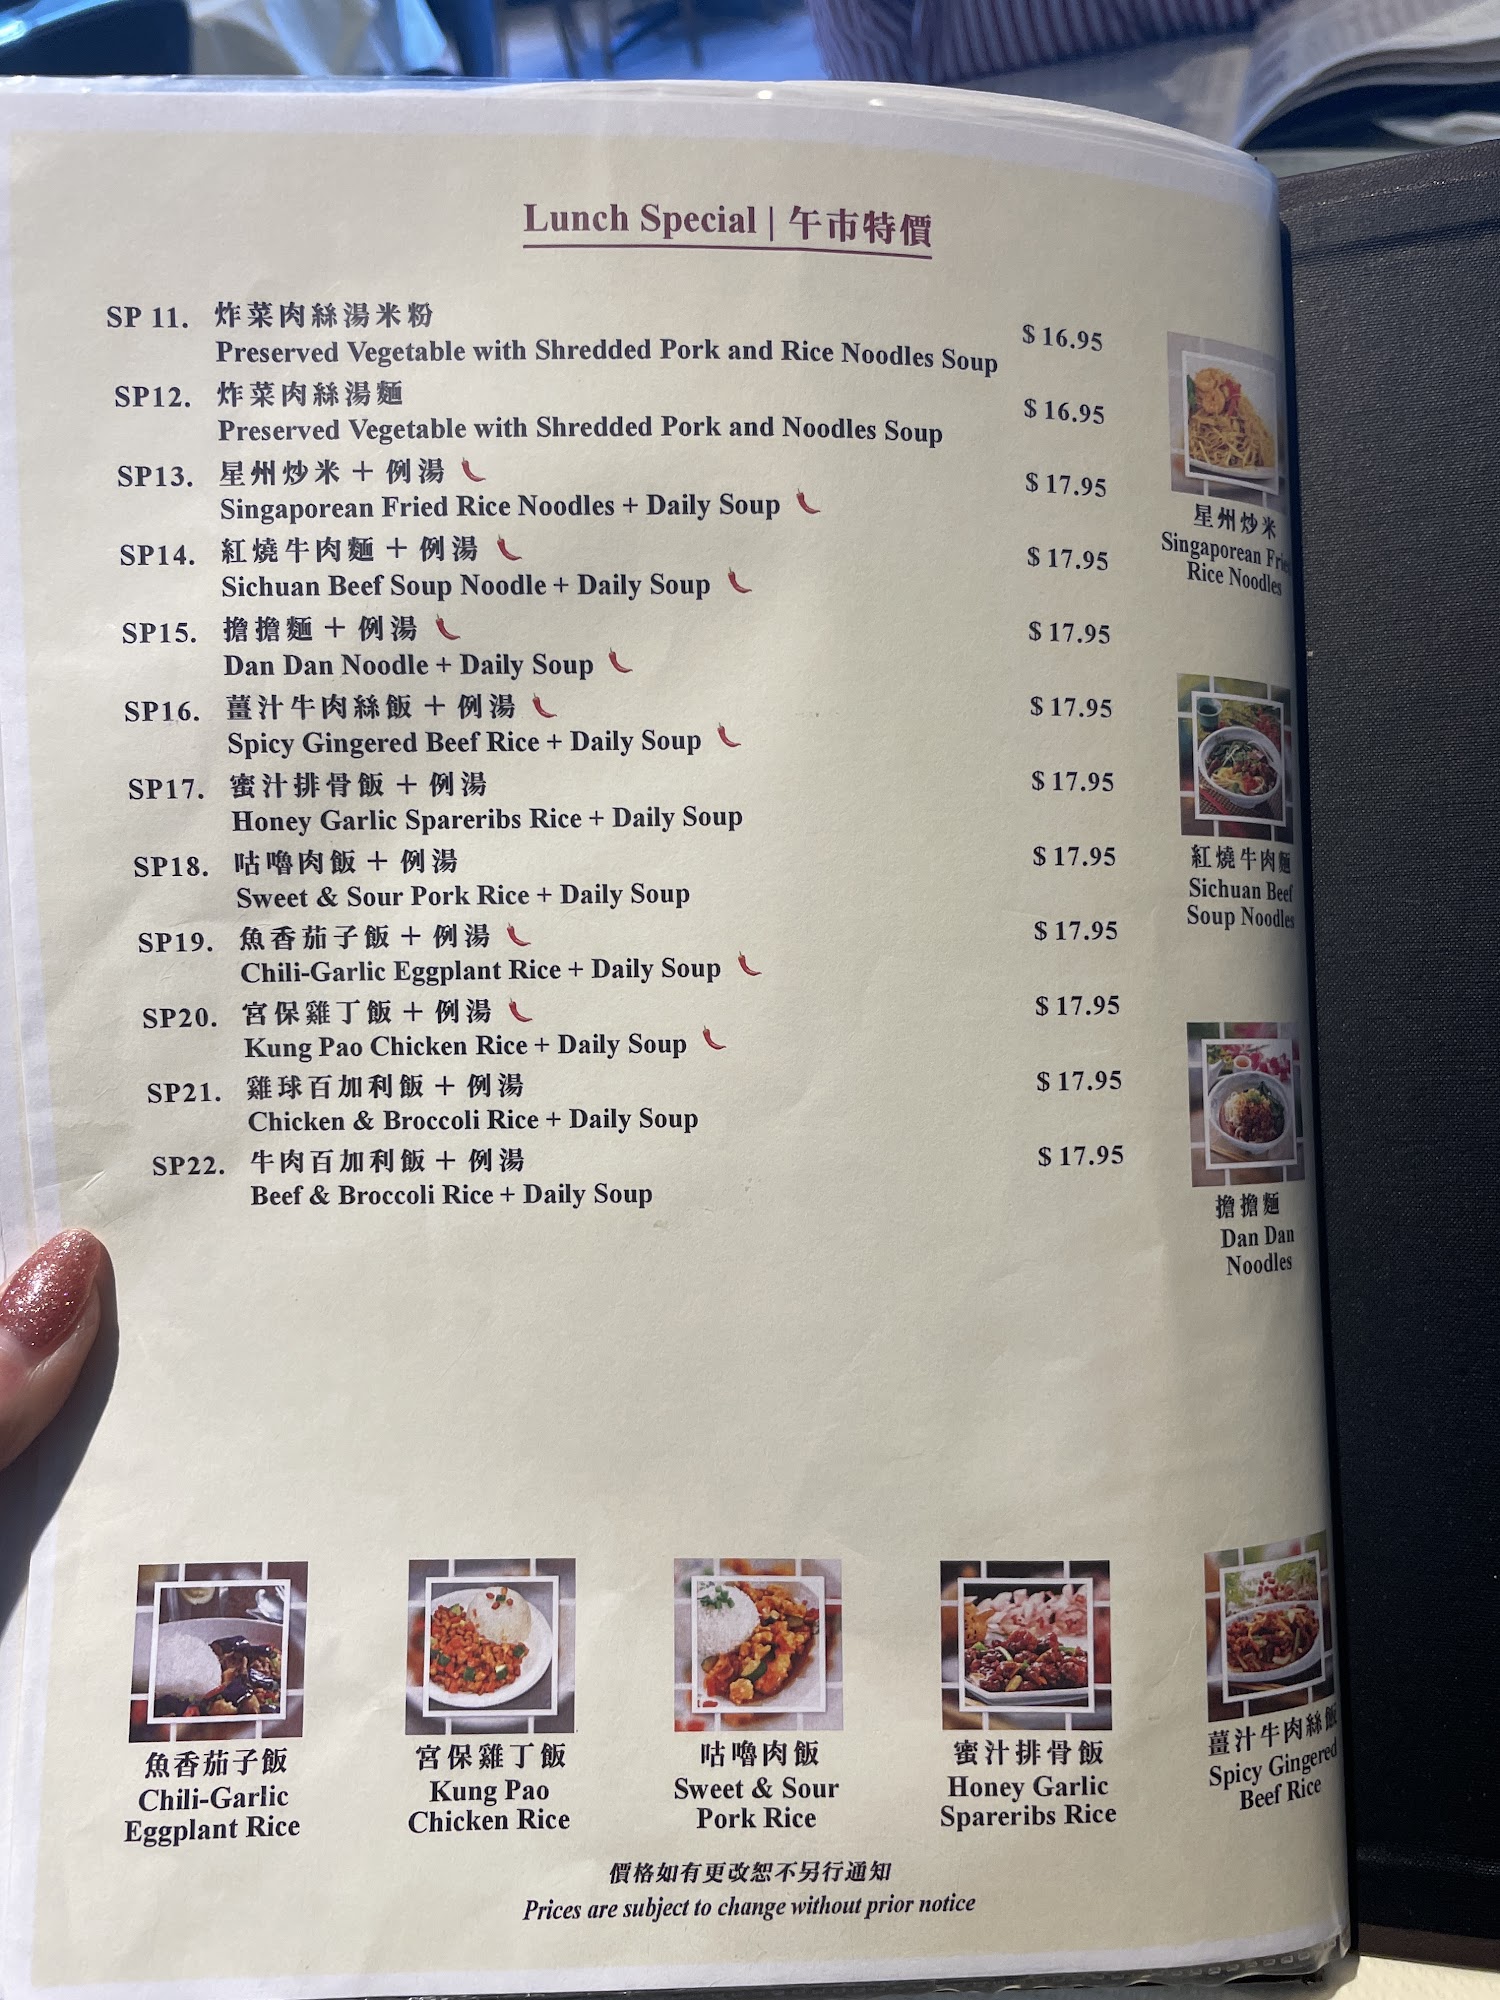 Lunch Special | 午市特價
SP 11. 炸菜肉絲湯米粉
Preserved Vegetable with Shredded Pork and Rice Noodles Soup $ 16.95
SP12. 炸菜肉絲湯麵
Preserved Vegetable with Shredded Pork and Noodles Soup $ 16.95
SP13. 星州炒米 + 例湯
Singaporean Fried Rice Noodles + Daily Soup $ 17.95
SP14. 紅燒牛肉麵 + 例湯
Sichuan Beef Soup Noodle + Daily Soup $ 17.95
SP15. 擔擔麵 + 例湯
Dan Dan Noodle + Daily Soup $ 17.95
SP16. 薑汁牛肉絲飯 + 例湯
Spicy Gingered Beef Rice + Daily Soup $ 17.95
SP17. 蜜汁排骨飯 + 例湯
Honey Garlic Spareribs Rice + Daily Soup $ 17.95
SP18. 咕嚕肉飯 + 例湯
Sweet & Sour Pork Rice + Daily Soup $ 17.95
SP19. 魚香茄子飯 + 例湯
Chili-Garlic Eggplant Rice + Daily Soup $ 17.95
SP20. 宮保雞丁飯 + 例湯
Kung Pao Chicken Rice + Daily Soup $ 17.95
SP21. 雞球百加利飯 + 例湯
Chicken & Broccoli Rice + Daily Soup $ 17.95
SP22. 牛肉百加利飯 + 例湯
Beef & Broccoli Rice + Daily Soup $ 17.95
星州炒米
Singaporean Fried
Rice Noodles
紅燒牛肉麵
Sichuan Beef
Soup Noodles
擔擔麵
Dan Dan
Noodles
魚香茄子飯
Chili-Garlic
Eggplant Rice
宮保雞丁飯
Kung Pao
Chicken Rice
咕嚕肉飯
Sweet & Sour
Pork Rice
蜜汁排骨飯
Honey Garlic
Spareribs Rice
薑汁牛肉絲飯
Spicy Gingered
Beef Rice
價格如有更改恕不另行通知
Prices are subject to change without prior notice